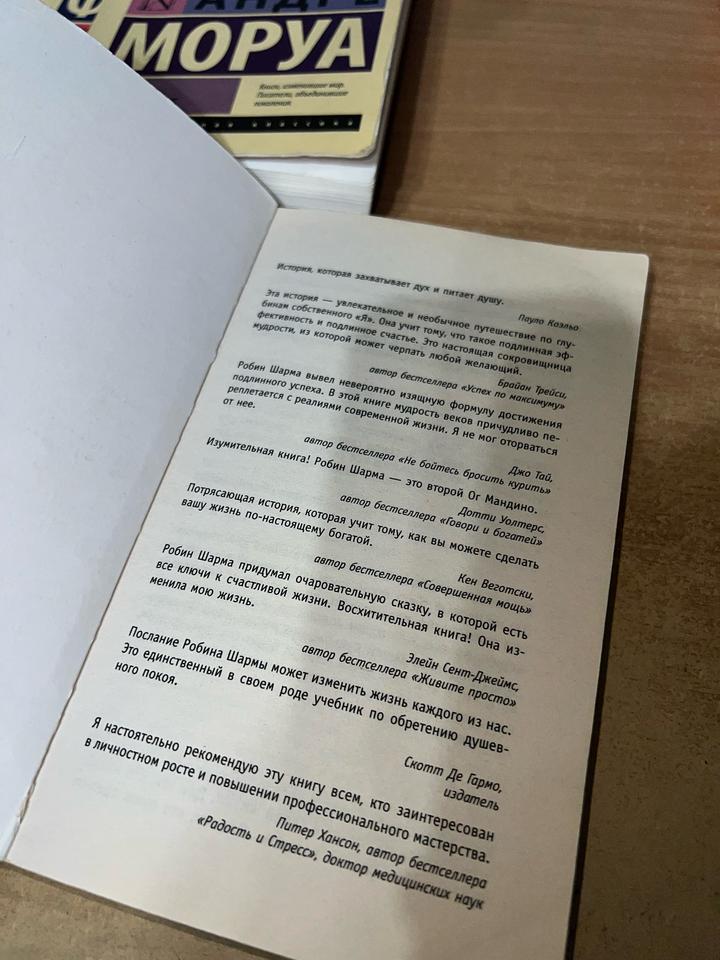 АНДРЕ
МОРУА
Книги, изменившие мир.
Писатели, объединившие
поколения.
История, которая захватывает дух и питает душу.
Пауло Коэльо
Эта история — увлекательное и необычное путешествие по глу-
бинам собственного «Я». Она учит тому, что такое подлинная эф-
фективность и подлинное счастье. Это настоящая сокровищница
мудрости, из которой может черпать любой желающий.
Брайан Трейси,
автор бестселлера «Успех по максимуму»
Робин Шарма вывел невероятно изящную формулу достижения
подлинного успеха. В этой книге мудрость веков причудливо пе-
реплетается с реалиями современной жизни. Я не мог оторваться
от нее.
Джо Тай,
автор бестселлера «Не бойтесь бросить курить»
Изумительная книга! Робин Шарма — это второй Ог Мандино.
Дотти Уолтерс,
автор бестселлера «Говори и богатей»
Потрясающая история, которая учит тому, как вы можете сделать
вашу жизнь по-настоящему богатой.
Кен Веготски,
автор бестселлера «Совершенная мощь»
Робин Шарма придумал очаровательную сказку, в которой есть
все ключи к счастливой жизни. Восхитительная книга! Она из-
менила мою жизнь.
Элейн Сент-Джеймс,
автор бестселлера «Живите просто»
Послание Робина Шармы может изменить жизнь каждого из нас.
Это единственный в своем роде учебник по обретению душев-
ного покоя.
Скотт Де Гармо,
издатель
Я настоятельно рекомендую эту книгу всем, кто заинтересован
в личностном росте и повышении профессионального мастерства.
Питер Хансон, автор бестселлера
«Радость и Стресс», доктор медицинских наук